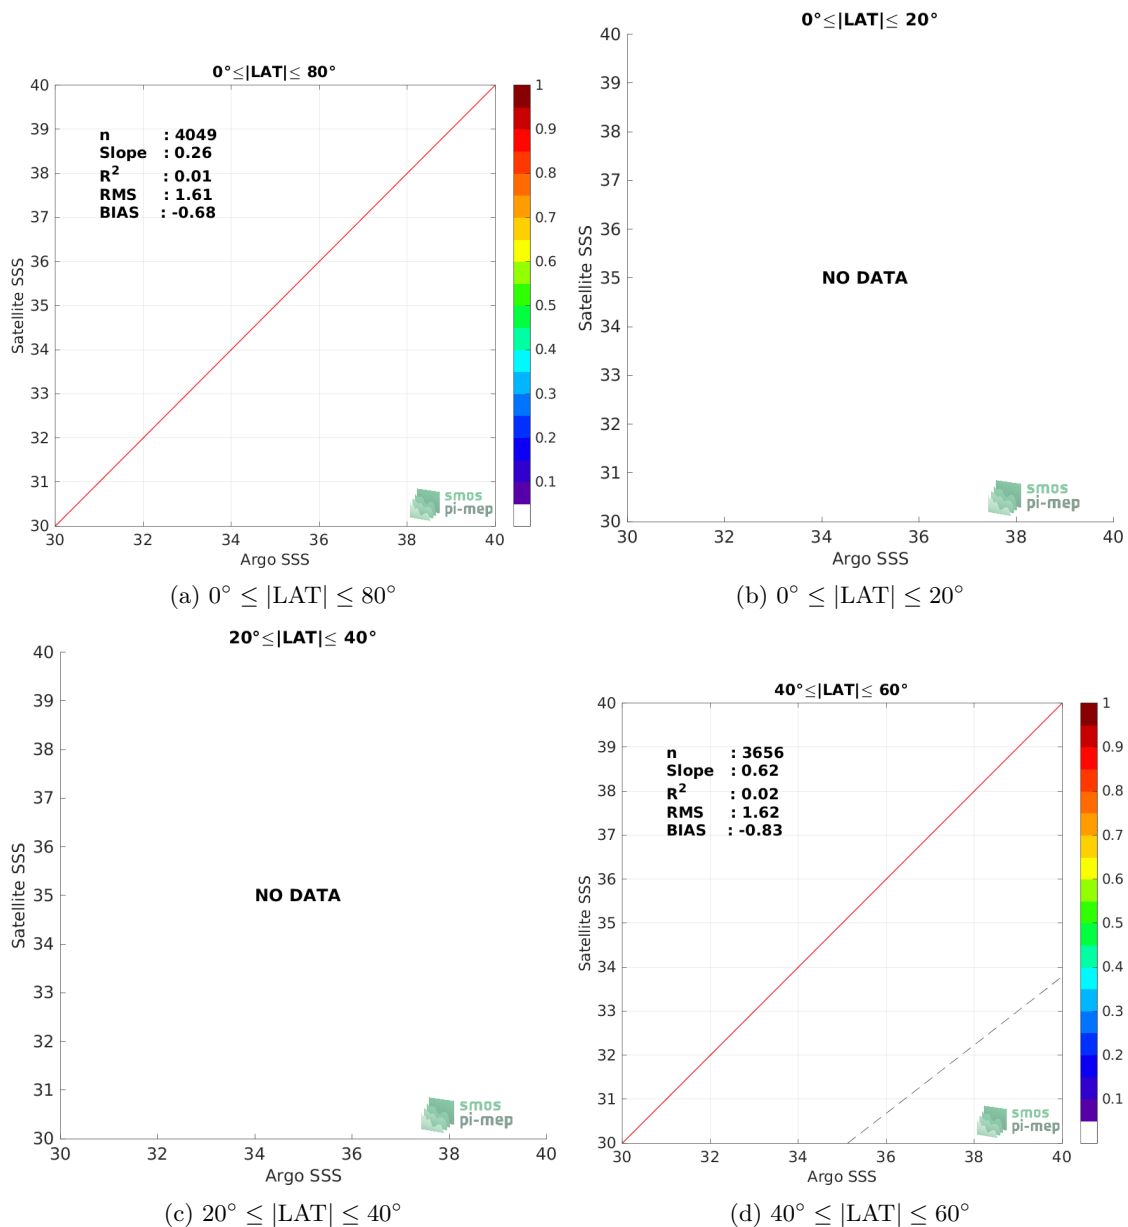 0°≤|LAT|≤ 80°
40
39
38
37
36
35
34
33
32
31
30
Satellite SSS
n : 4049
Slope : 0.26
R² : 0.01
RMS : 1.61
BIAS : -0.68
smos
pi-mep
30 32 34 36 38 40
Argo SSS
1
0.9
0.8
0.7
0.6
0.5
0.4
0.3
0.2
0.1
(a) 0° ≤ |LAT| ≤ 80°
0°≤|LAT|≤ 20°
40
39
38
37
36
35
34
33
32
31
30
Satellite SSS
NO DATA
smos
pi-mep
30 32 34 36 38 40
Argo SSS
(b) 0° ≤ |LAT| ≤ 20°
20°≤|LAT|≤ 40°
40
39
38
37
36
35
34
33
32
31
30
Satellite SSS
NO DATA
smos
pi-mep
30 32 34 36 38 40
Argo SSS
(c) 20° ≤ |LAT| ≤ 40°
40°≤|LAT|≤ 60°
40
39
38
37
36
35
34
33
32
31
30
Satellite SSS
n : 3656
Slope : 0.62
R² : 0.02
RMS : 1.62
BIAS : -0.83
smos
pi-mep
30 32 34 36 38 40
Argo SSS
1
0.9
0.8
0.7
0.6
0.5
0.4
0.3
0.2
0.1
(d) 40° ≤ |LAT| ≤ 60°